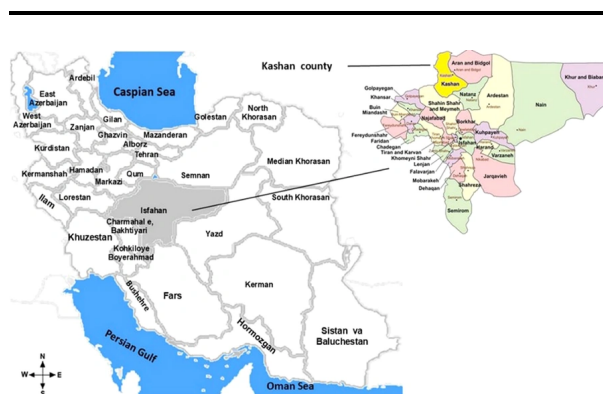 Kashan county
Caspian Sea
Ardebil
East
Azerbaijan
West
Azerbaijan
Gilan
Zanjan
Ghazvin
Mazanderan
Alborz
Tehran
Golestan
North
Khorasan
Kurdistan
Hamadan
Qum
Semnan
Median Khorasan
Kermanshah
Markazi
Lorestan
Ilam
Isfahan
South Khorasan
Charmahal e,
Bakhtiyari
Khuzestan
Yazd
Kohkiloye
Boyerahmad
Kerman
Bushehre
Fars
Hormozgan
Sistan va
Baluchestan
Persian Gulf
Oman Sea
N
W
E
S
Aran and Bidgol
Kashan
Natanz
Ardestan
Khur and Biaban
Nain
Golpayegan
Khansar
Buin
Miandasht
Shahin Shahr
and Meymeh
Najafabad
Borkhar
Isfahan
Kuhpayeh
Harand
Varzaneh
Fereydunshahr
Faridan
Chadegan
Tiran and Karvan
Khomeyni Shahr
Lenjan
Falavarjan
Mobarakeh
Dehaqan
Jarqavieh
Shahreza
Semirom